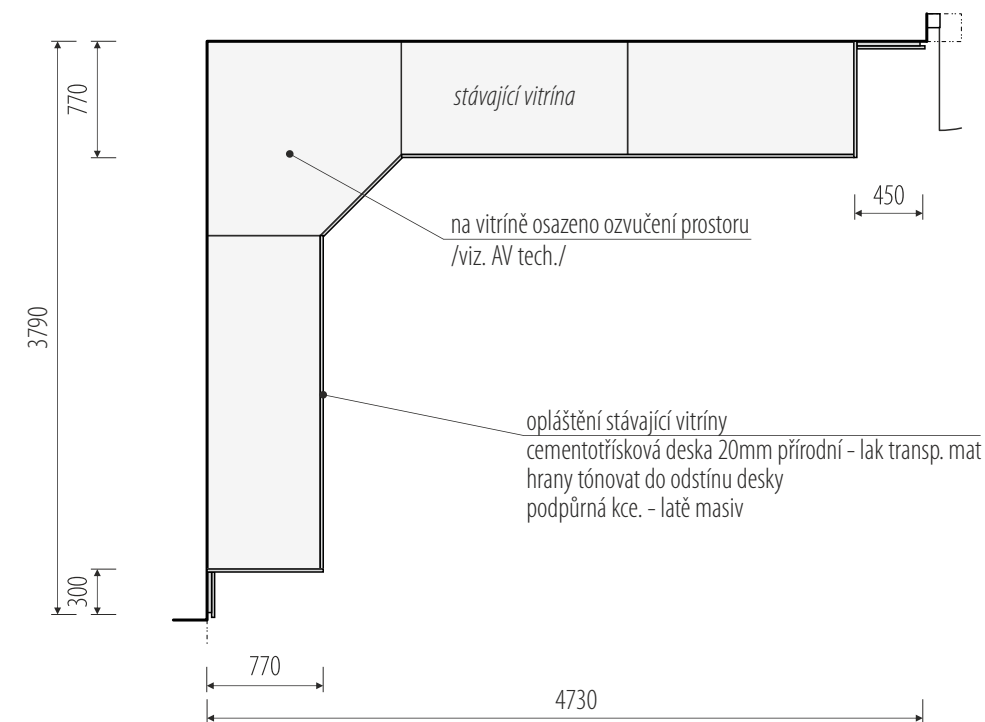 770
stávající vitrína
450
na vitríně osazeno ozvučení prostoru
/viz. AV tech./
3790
opláštění stávající vitríny
cementotřísková deska 20mm přírodní - lak transp. mat
hrany tónovat do odstínu desky
podpůrná kce. - latě masiv
300
770
4730